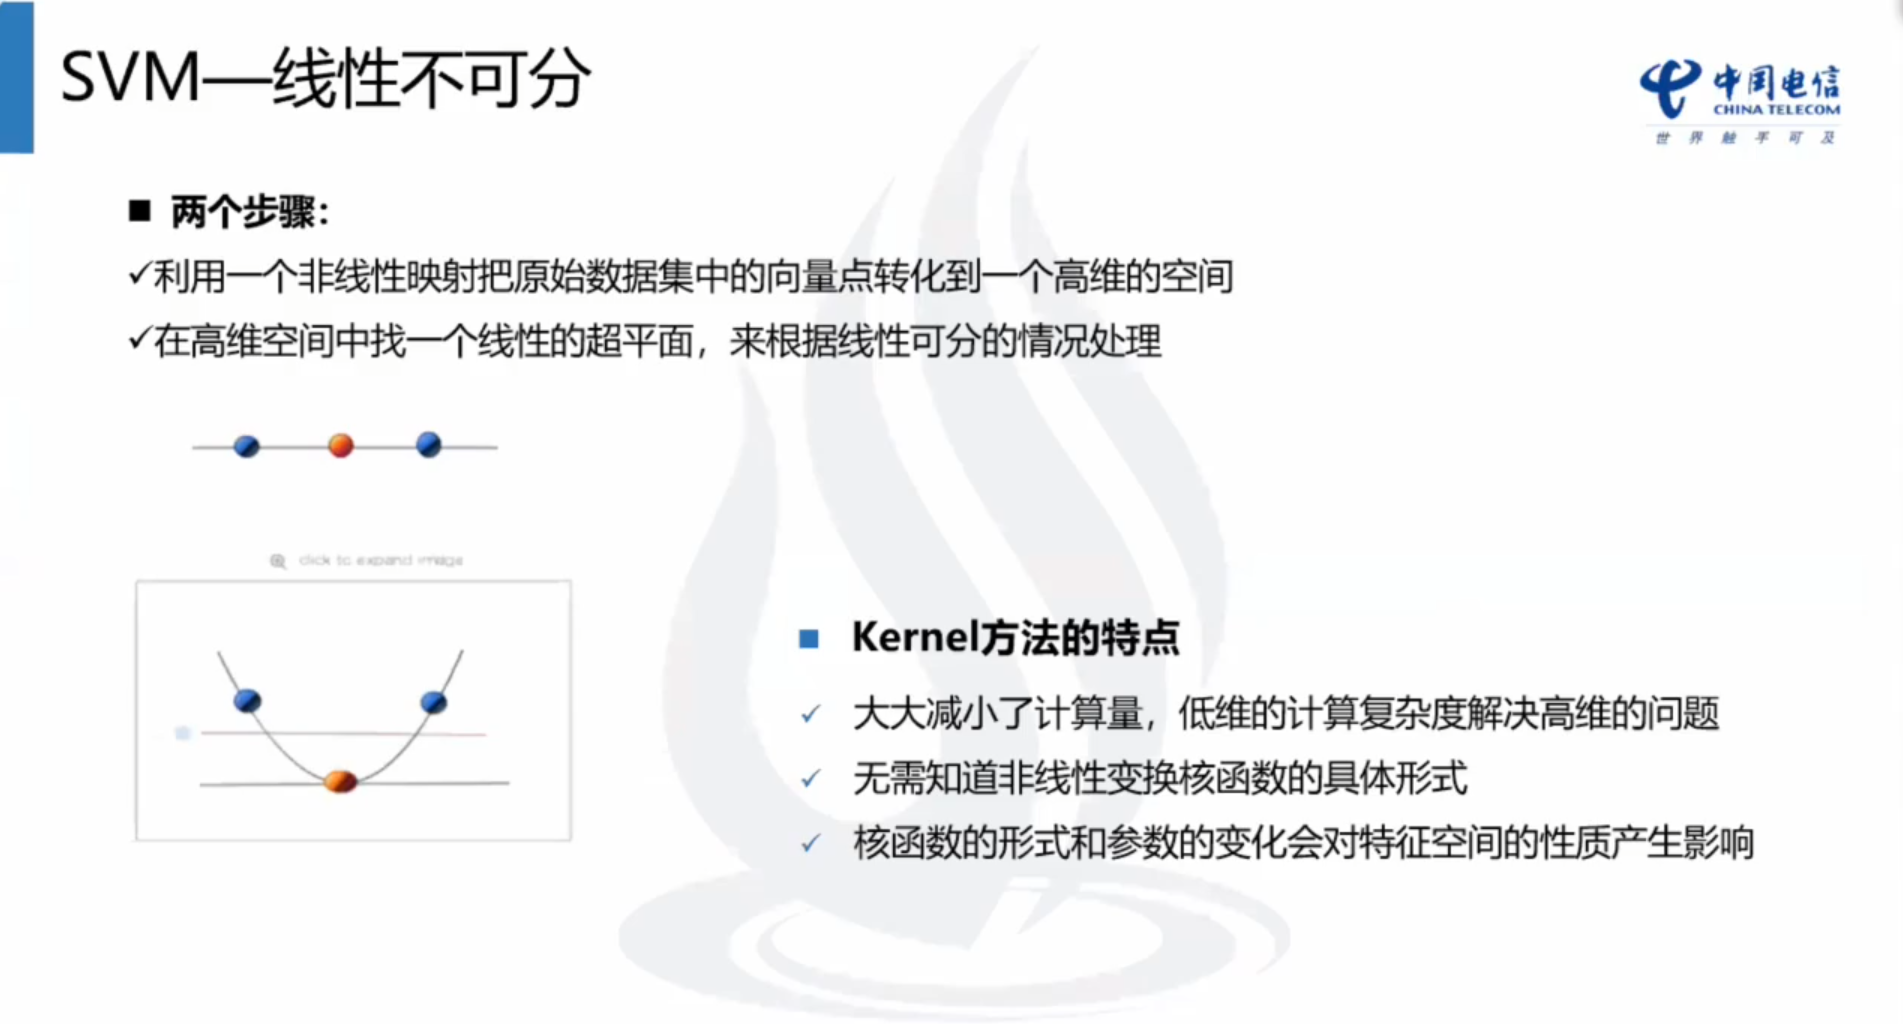 SVM—线性不可分
中国电信
CHINA TELECOM
世界触手可及
两个步骤：
利用一个非线性映射把原始数据集中的向量点转化到一个高维的空间
在高维空间中找一个线性的超平面，来根据线性可分的情况处理
click to expand image
Kernel方法的特点
大大减小了计算量，低维的计算复杂度解决高维的问题
无需知道非线性变换核函数的具体形式
核函数的形式和参数的变化会对特征空间的性质产生影响